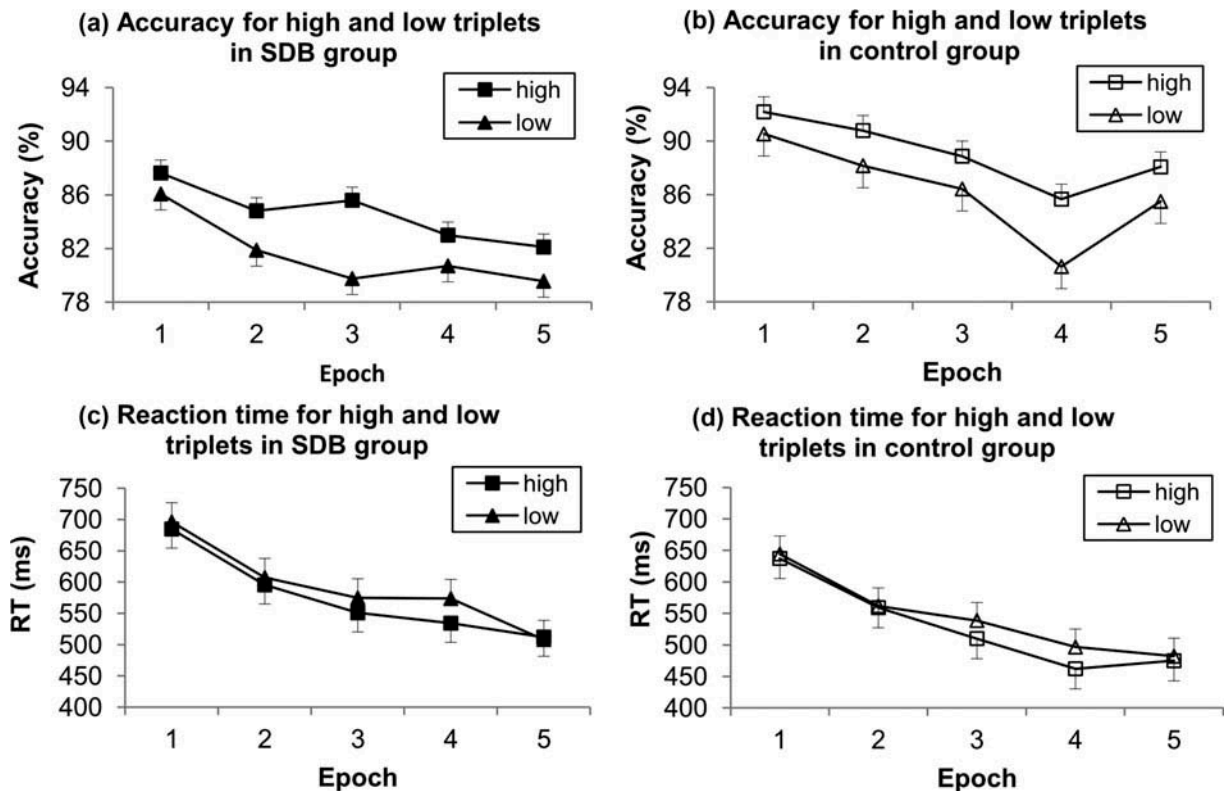 (a) Accuracy for high and low triplets
in SDB group
high
low
94
90
86
82
78
Accuracy (%)
1 2 3 4 5
Epoch
(b) Accuracy for high and low triplets
in control group
high
low
94
90
86
82
78
Accuracy (%)
1 2 3 4 5
Epoch
(c) Reaction time for high and low
triplets in SDB group
high
low
750
700
650
600
550
500
450
400
RT (ms)
1 2 3 4 5
Epoch
(d) Reaction time for high and low
triplets in control group
high
low
750
700
650
600
550
500
450
400
RT (ms)
1 2 3 4 5
Epoch